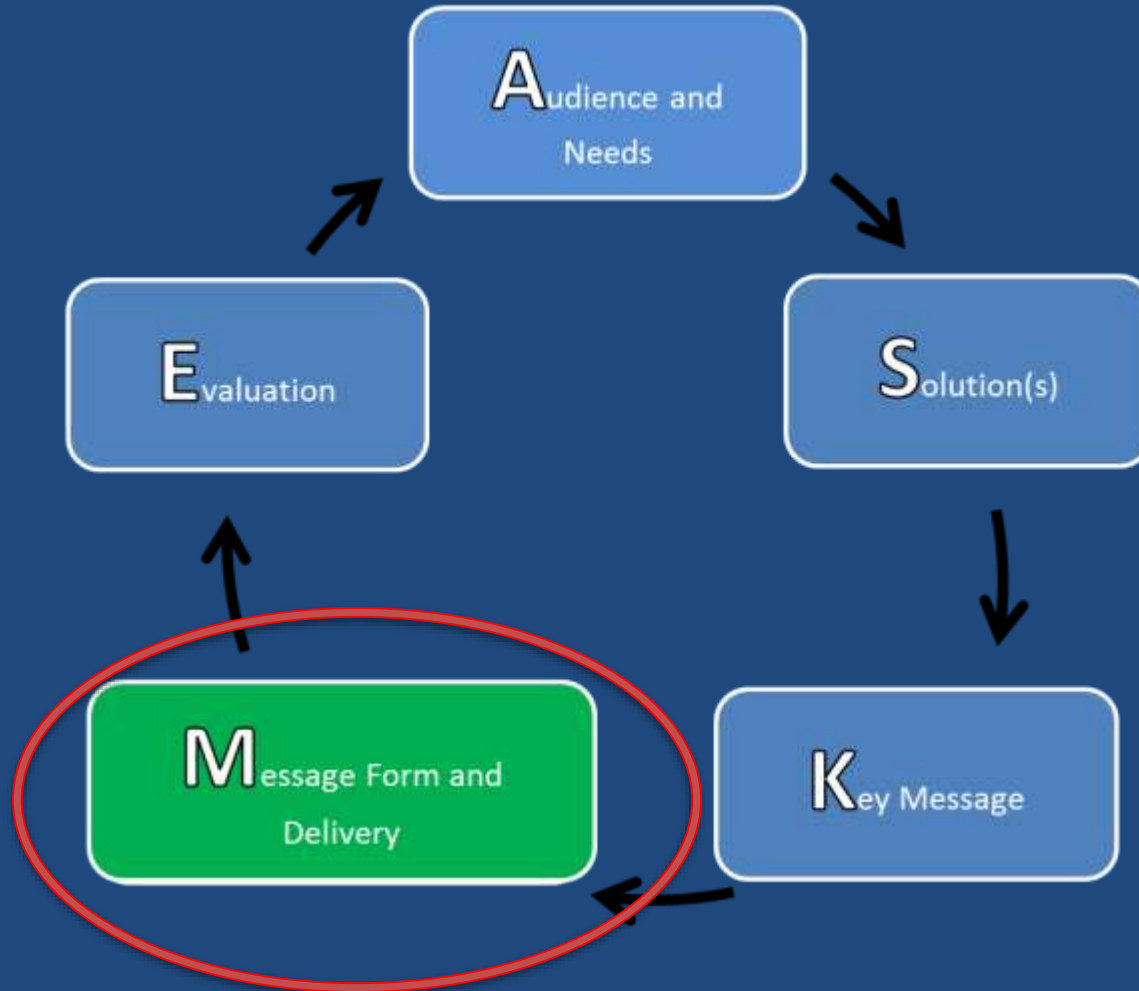 Audience and
Needs
Solution(s)
Key Message
Message Form and
Delivery
Evaluation